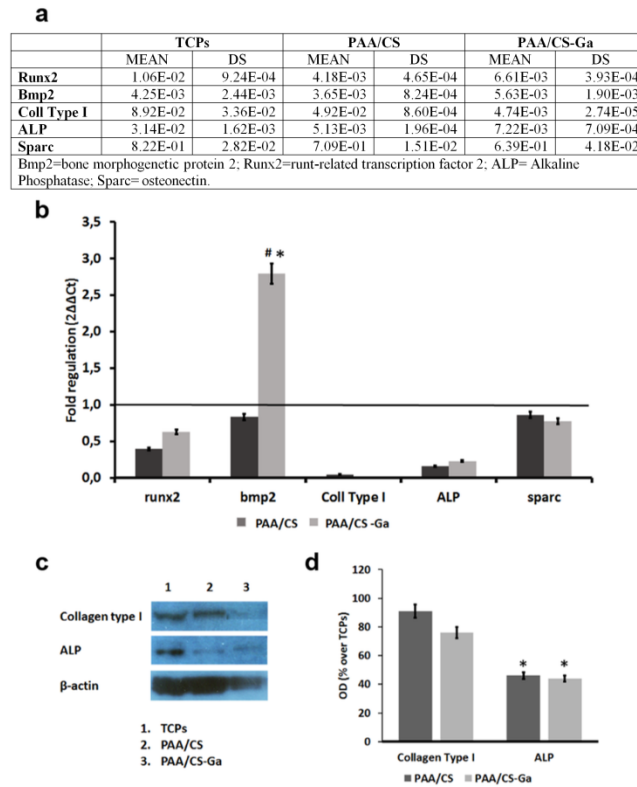 a
TCPs PAA/CS PAA/CS-Ga
MEAN DS MEAN DS MEAN DS
Runx2 1.06E-02 9.24E-04 4.18E-03 4.65E-04 6.61E-03 3.93E-04
Bmp2 4.25E-03 2.44E-03 3.65E-03 8.24E-04 5.63E-03 1.90E-03
Coll Type I 8.92E-02 3.36E-02 4.92E-02 8.60E-04 4.74E-03 2.74E-05
ALP 3.14E-02 1.62E-03 5.13E-03 1.96E-04 7.22E-03 7.09E-04
Sparc 8.22E-01 2.82E-02 7.09E-01 1.51E-02 6.39E-01 4.18E-02
Bmp2=bone morphogenetic protein 2; Runx2=runt-related transcription factor 2; ALP= Alkaline
Phosphatase; Sparc= osteonectin.
b
Fold regulation (2ΔΔCt)
3,5
3,0
2,5
2,0
1,5
1,0
0,5
0,0
# *
runx2 bmp2 Coll Type I ALP sparc
PAA/CS PAA/CS -Ga
c
1 2 3
Collagen type I
ALP
β-actin
1. TCPs
2. PAA/CS
3. PAA/CS-Ga
d
OD (% over TCPs)
120
100
80
60
40
20
0
* *
Collagen Type I ALP
PAA/CS PAA/CS-Ga